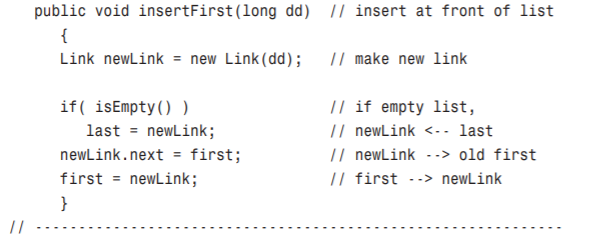 public void insertFirst(long dd)  // insert at front of list
   {
   Link newLink = new Link(dd);   // make new link

   if( isEmpty() )                // if empty list,
      last = newLink;             // newLink <-- last
   newLink.next = first;          // newLink --> old first
   first = newLink;               // first --> newLink
   }
// -------------------------------------------------------------